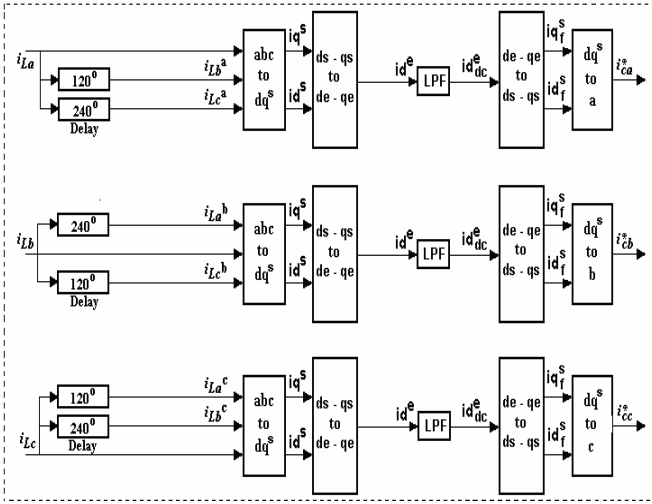 i_La
120°
240°
Delay
i_Lb^a
i_Lc^a
abc
to
dq^s
iq^s
id^s
ds - qs
to
de - qe
id^e
LPF
id^e_dc
de - qe
to
ds - qs
iq^s_f
id^s_f
dq^s
to
a
i*_ca
i_Lb
240°
120°
Delay
i_La^b
i_Lc^b
abc
to
dq^s
iq^s
id^s
ds - qs
to
de - qe
id^e
LPF
id^e_dc
de - qe
to
ds - qs
iq^s_f
id^s_f
dq^s
to
b
i*_cb
i_Lc
120°
240°
Delay
i_La^c
i_Lb^c
abc
to
dq^s
iq^s
id^s
ds - qs
to
de - qe
id^e
LPF
id^e_dc
de - qe
to
ds - qs
iq^s_f
id^s_f
dq^s
to
c
i*_cc